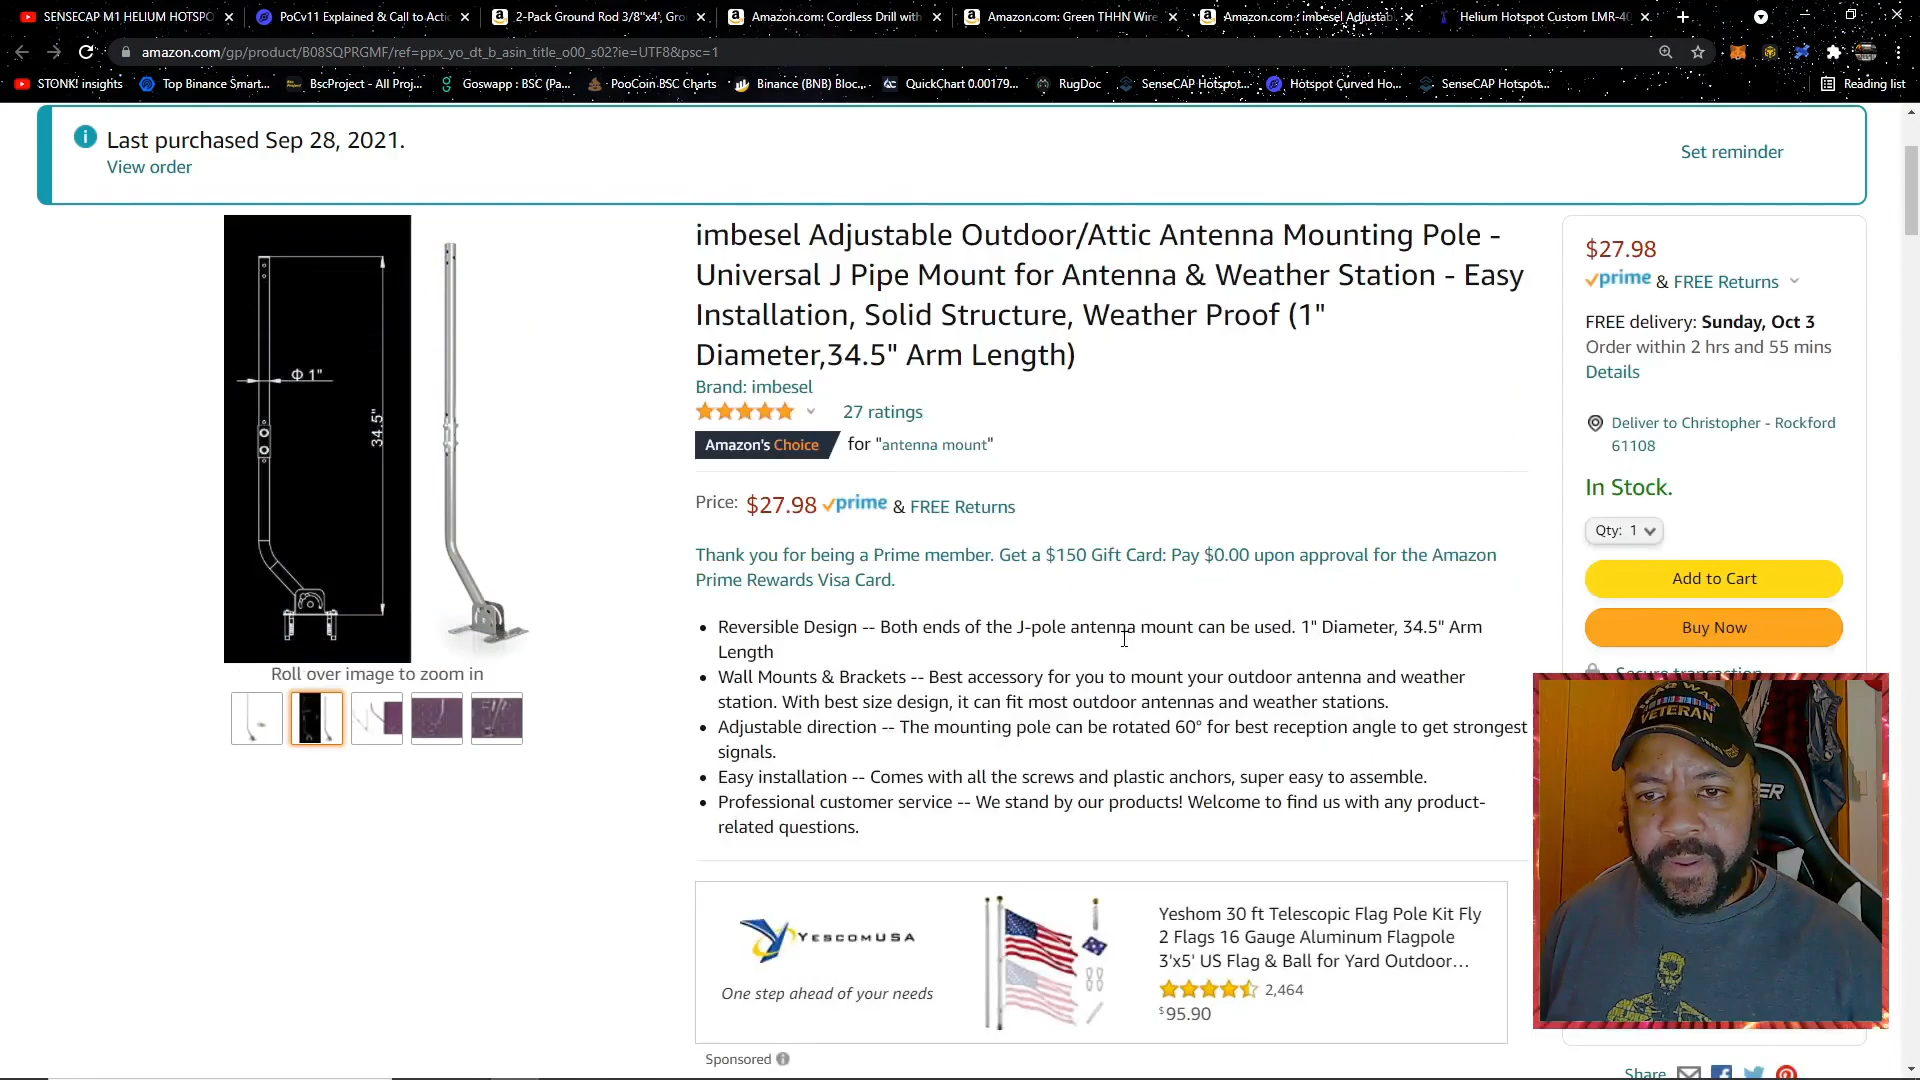 SENSECAP M1 HELIUM HOTSPO
PoCv11 Explained & Call to Actic
2-Pack Ground Rod 3/8"x4', Gro
Amazon.com: Cordless Drill with
Amazon.com: Green THHN Wire
Amazon.com : imbesel Adjustab
Helium Hotspot Custom LMR-40
amazon.com/gp/product/B08SQPRGMF/ref=ppx_yo_dt_b_asin_title_o00_s02?ie=UTF8&psc=1
STONK! insights
Top Binance Smart...
BscProject - All Proj...
Goswapp : BSC (Pa...
PooCoin BSC Charts
Binance (BNB) Bloc...
QuickChart 0.00179...
RugDoc
SenseCAP Hotspot...
Hotspot Curved Ho...
SenseCAP Hotspot...
Reading list
Last purchased Sep 28, 2021.
View order
Set reminder
Φ 1"
34.5"
Roll over image to zoom in
imbesel Adjustable Outdoor/Attic Antenna Mounting Pole -
Universal J Pipe Mount for Antenna & Weather Station - Easy
Installation, Solid Structure, Weather Proof (1"
Diameter,34.5" Arm Length)
Brand: imbesel
27 ratings
Amazon's Choice for "antenna mount"
Price: $27.98 prime & FREE Returns
Thank you for being a Prime member. Get a $150 Gift Card: Pay $0.00 upon approval for the Amazon
Prime Rewards Visa Card.
• Reversible Design -- Both ends of the J-pole antenna mount can be used. 1" Diameter, 34.5" Arm
Length
• Wall Mounts & Brackets -- Best accessory for you to mount your outdoor antenna and weather
station. With best size design, it can fit most outdoor antennas and weather stations.
• Adjustable direction -- The mounting pole can be rotated 60° for best reception angle to get strongest
signals.
• Easy installation -- Comes with all the screws and plastic anchors, super easy to assemble.
• Professional customer service -- We stand by our products! Welcome to find us with any product-
related questions.
YESCOMUSA
One step ahead of your needs
Yeshom 30 ft Telescopic Flag Pole Kit Fly
2 Flags 16 Gauge Aluminum Flagpole
3'x5' US Flag & Ball for Yard Outdoor...
2,464
$95.90
Sponsored
$27.98
prime & FREE Returns
FREE delivery: Sunday, Oct 3
Order within 2 hrs and 55 mins
Details
Deliver to Christopher - Rockford
61108
In Stock.
Qty: 1
Add to Cart
Buy Now
Secure transaction
IRAQ WAR
VETERAN
ER
Share